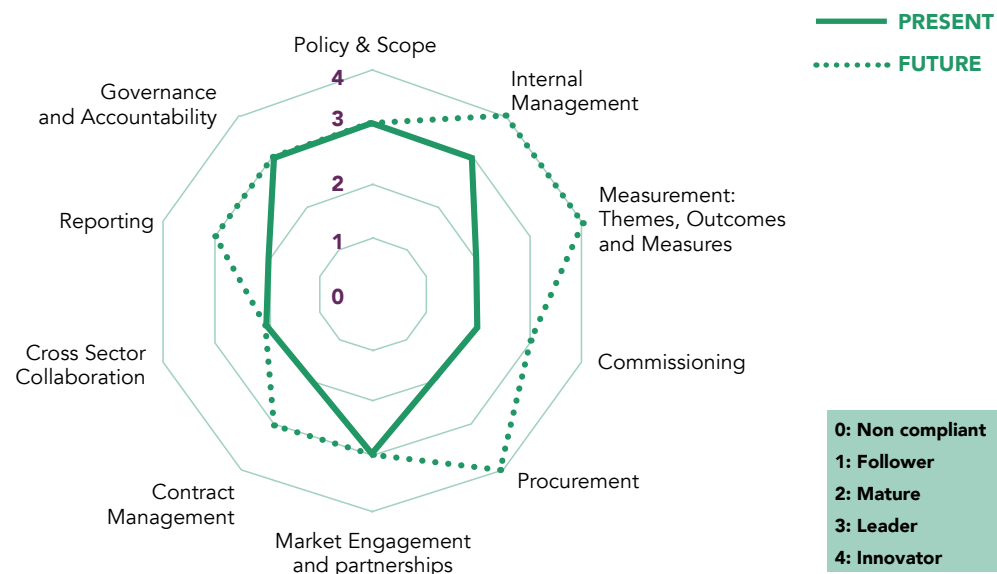 PRESENT
FUTURE
Policy & Scope
Internal
Management
Measurement:
Themes, Outcomes
and Measures
Commissioning
Procurement
Market Engagement
and partnerships
Contract
Management
Cross Sector
Collaboration
Reporting
Governance
and Accountability
4
3
2
1
0
0: Non compliant
1: Follower
2: Mature
3: Leader
4: Innovator